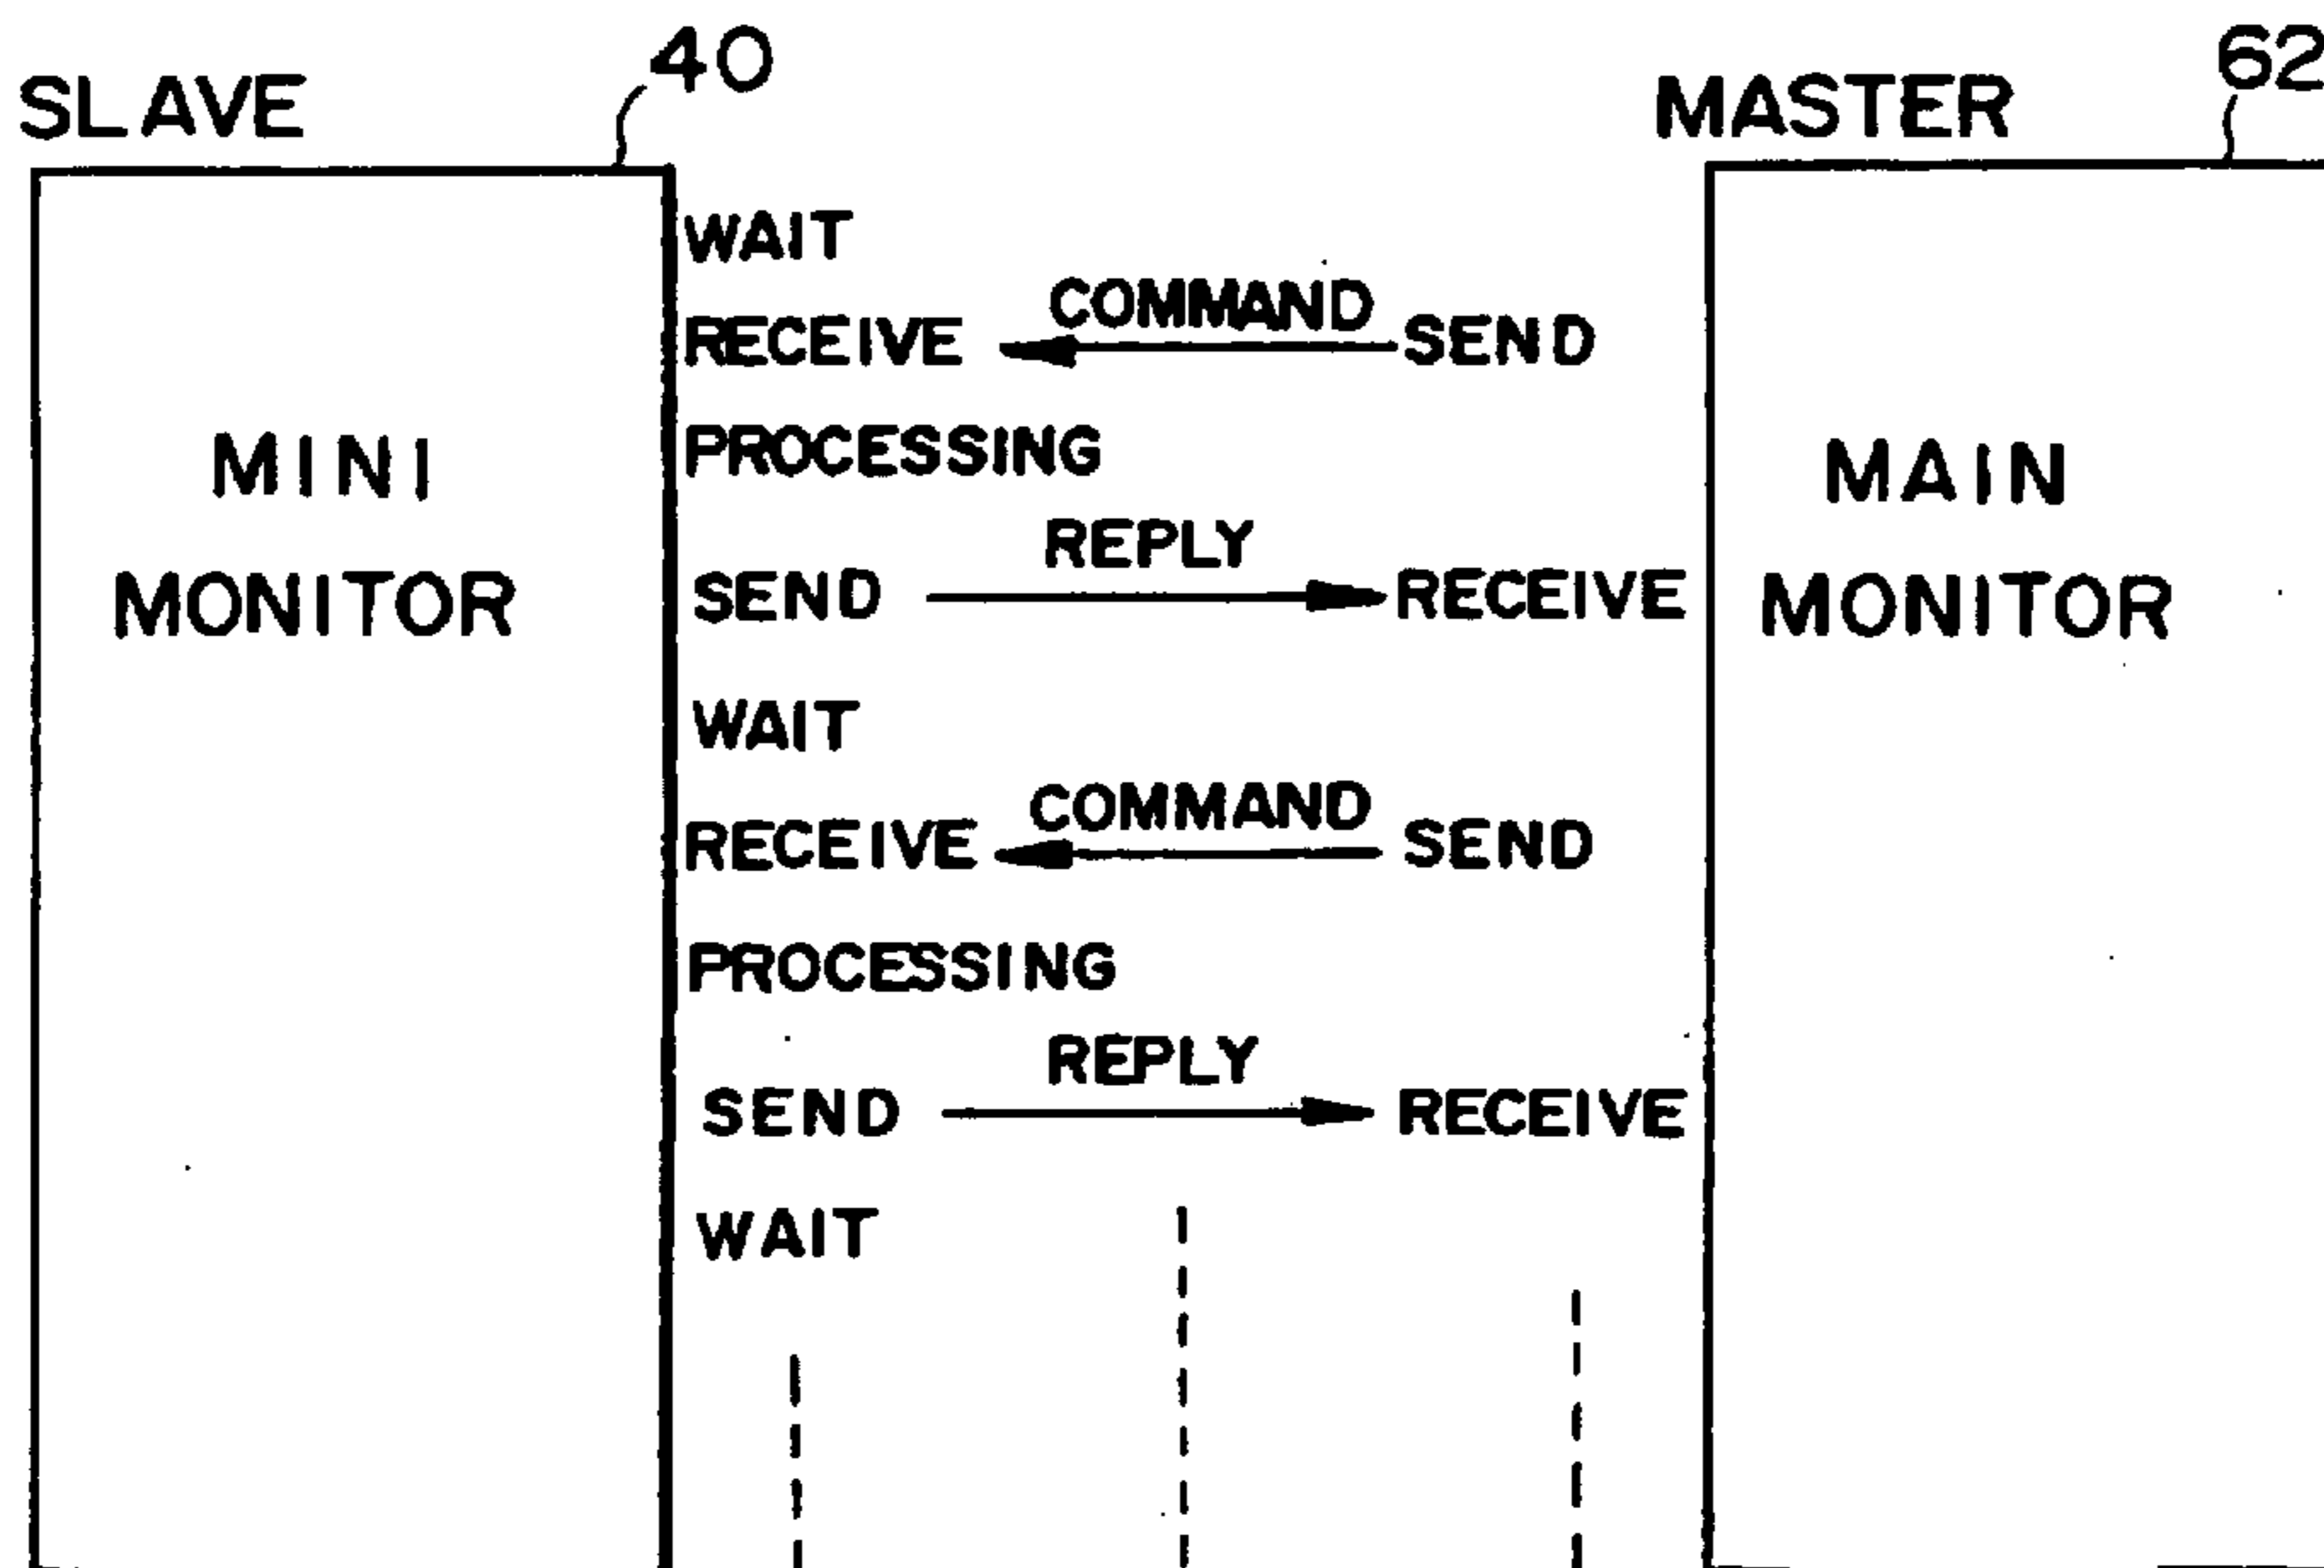 SLAVE 40 MASTER 62
WAIT
COMMAND
RECEIVE SEND
MINI PROCESSING MAIN
REPLY
MONITOR SEND RECEIVE MONITOR
WAIT
COMMAND
RECEIVE SEND
PROCESSING
REPLY
SEND RECEIVE
WAIT